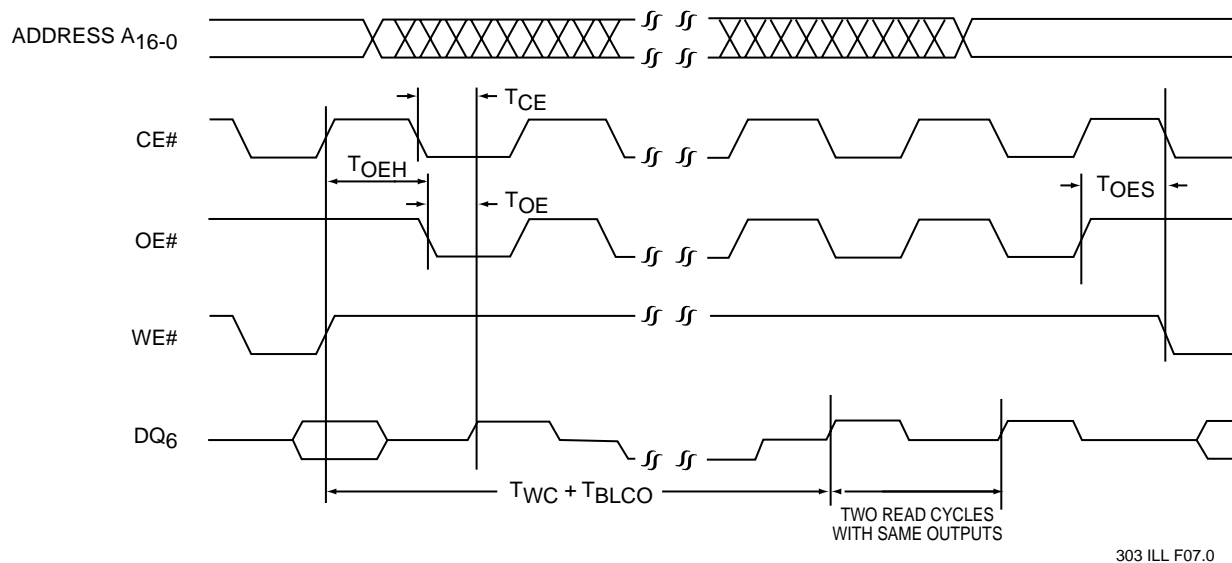 ADDRESS A16-0
TCE
CE#
TOEH
TOES
TOE
OE#
WE#
DQ6
TWC + TBLCO
TWO READ CYCLES
WITH SAME OUTPUTS
303 ILL F07.0